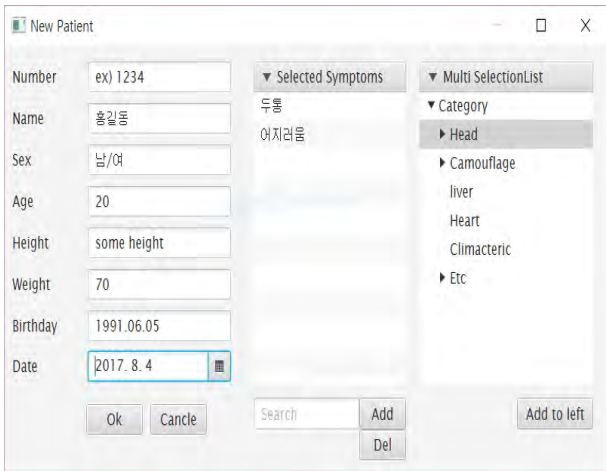 New Patient
Number ex) 1234
Name 홍길동
Sex 남/여
Age 20
Height some height
Weight 70
Birthday 1991.06.05
Date 2017. 8. 4
Ok Cancle
▼ Selected Symptoms
두통
어지러움
Search Add
Del
▼ Multi SelectionList
Category
Head
Camouflage
liver
Heart
Climacteric
Etc
Add to left